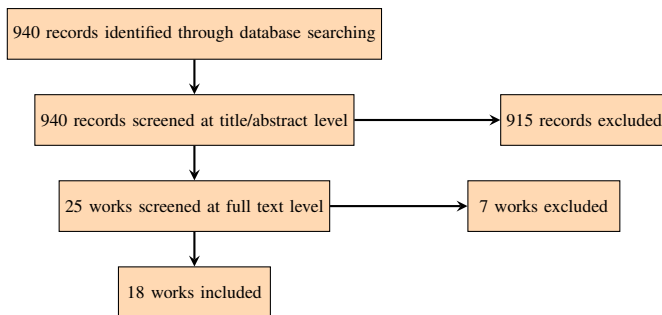 940 records identified through database searching
940 records screened at title/abstract level
915 records excluded
25 works screened at full text level
7 works excluded
18 works included